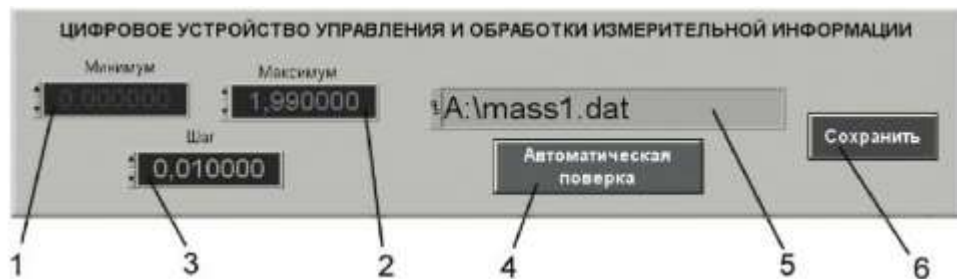 ЦИФРОВОЕ УСТРОЙСТВО УПРАВЛЕНИЯ И ОБРАБОТКИ ИЗМЕРИТЕЛЬНОЙ ИНФОРМАЦИИ
Минимум
Максимум
0,000000
1,990000
A:\mass1.dat
Сохранить
Шаг
0,010000
Автоматическая
поверка
1
3
2
4
5
6